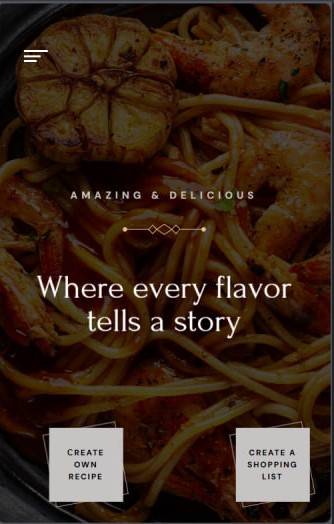 AMAZING & DELICIOUS
Where every flavor
tells a story
CREATE
OWN
RECIPE
CREATE A
SHOPPING
LIST